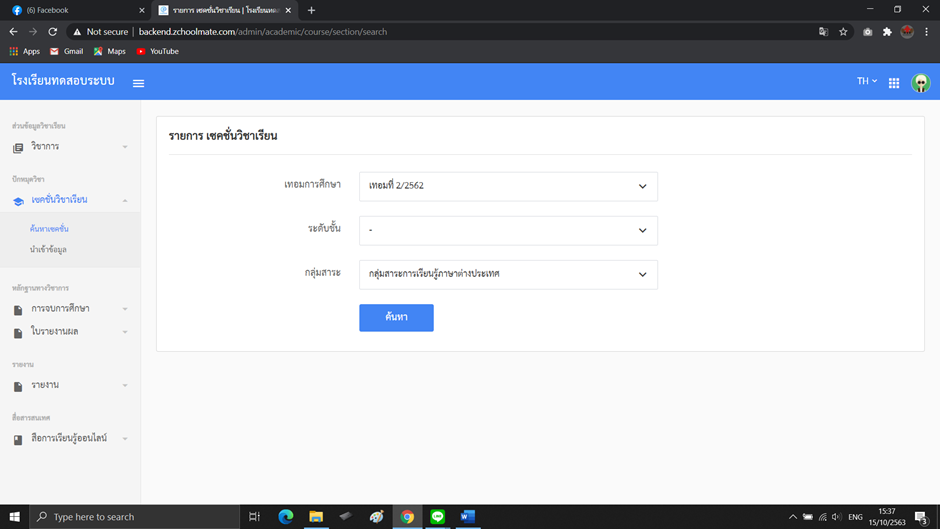 (6) Facebook
รายการ เซคชั่นวิชาเรียน | โรงเรียนทดส
Not secure | backend.zchoolmate.com/admin/academic/course/section/search
Apps Gmail Maps YouTube
โรงเรียนทดสอบระบบ
TH
ส่วนข้อมูลวิชาเรียน
วิชาการ
ปักหมุดวิชา
เซคชั่นวิชาเรียน
ค้นหาเซคชั่น
นำเข้าข้อมูล
หลักฐานทางวิชาการ
การจบการศึกษา
ใบรายงานผล
รายงาน
รายงาน
สื่อสารสนเทศ
สื่อการเรียนรู้ออนไลน์
รายการ เซคชั่นวิชาเรียน
เทอมการศึกษา
เทอมที่ 2/2562
ระดับชั้น
-
กลุ่มสาระ
กลุ่มสาระการเรียนรู้ภาษาต่างประเทศ
ค้นหา
Type here to search
ENG
15:37
15/10/2563
3